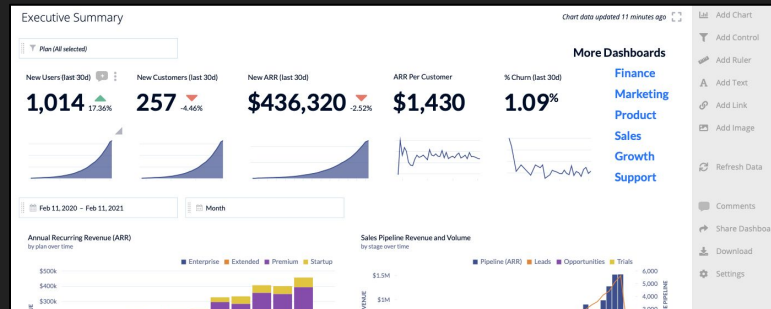 Executive Summary
Chart data updated 11 minutes ago
Plan (All selected)
More Dashboards
New Users (last 30d)
1,014
17.36%
New Customers (last 30d)
257
-4.46%
New ARR (last 30d)
$436,320
-2.52%
ARR Per Customer
$1,430
% Churn (last 30d)
1.09%
Finance
Marketing
Product
Sales
Growth
Support
Feb 11, 2020 – Feb 11, 2021
Month
Annual Recurring Revenue (ARR)
by plan over time
Enterprise Extended Premium Startup
$500k
$400k
$300k
Sales Pipeline Revenue and Volume
by stage over time
Pipeline (ARR) Leads Opportunities Trials
$1.5M
$1M
6,000
5,000
4,000
Add Chart
Add Control
Add Ruler
Add Text
Add Link
Add Image
Refresh Data
Comments
Share Dashboa
Download
Settings